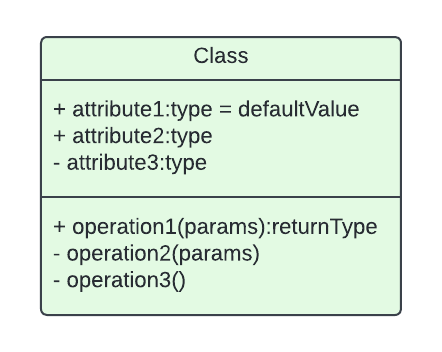 Class
+ attribute1:type = defaultValue
+ attribute2:type
- attribute3:type
+ operation1(params):returnType
- operation2(params)
- operation3()